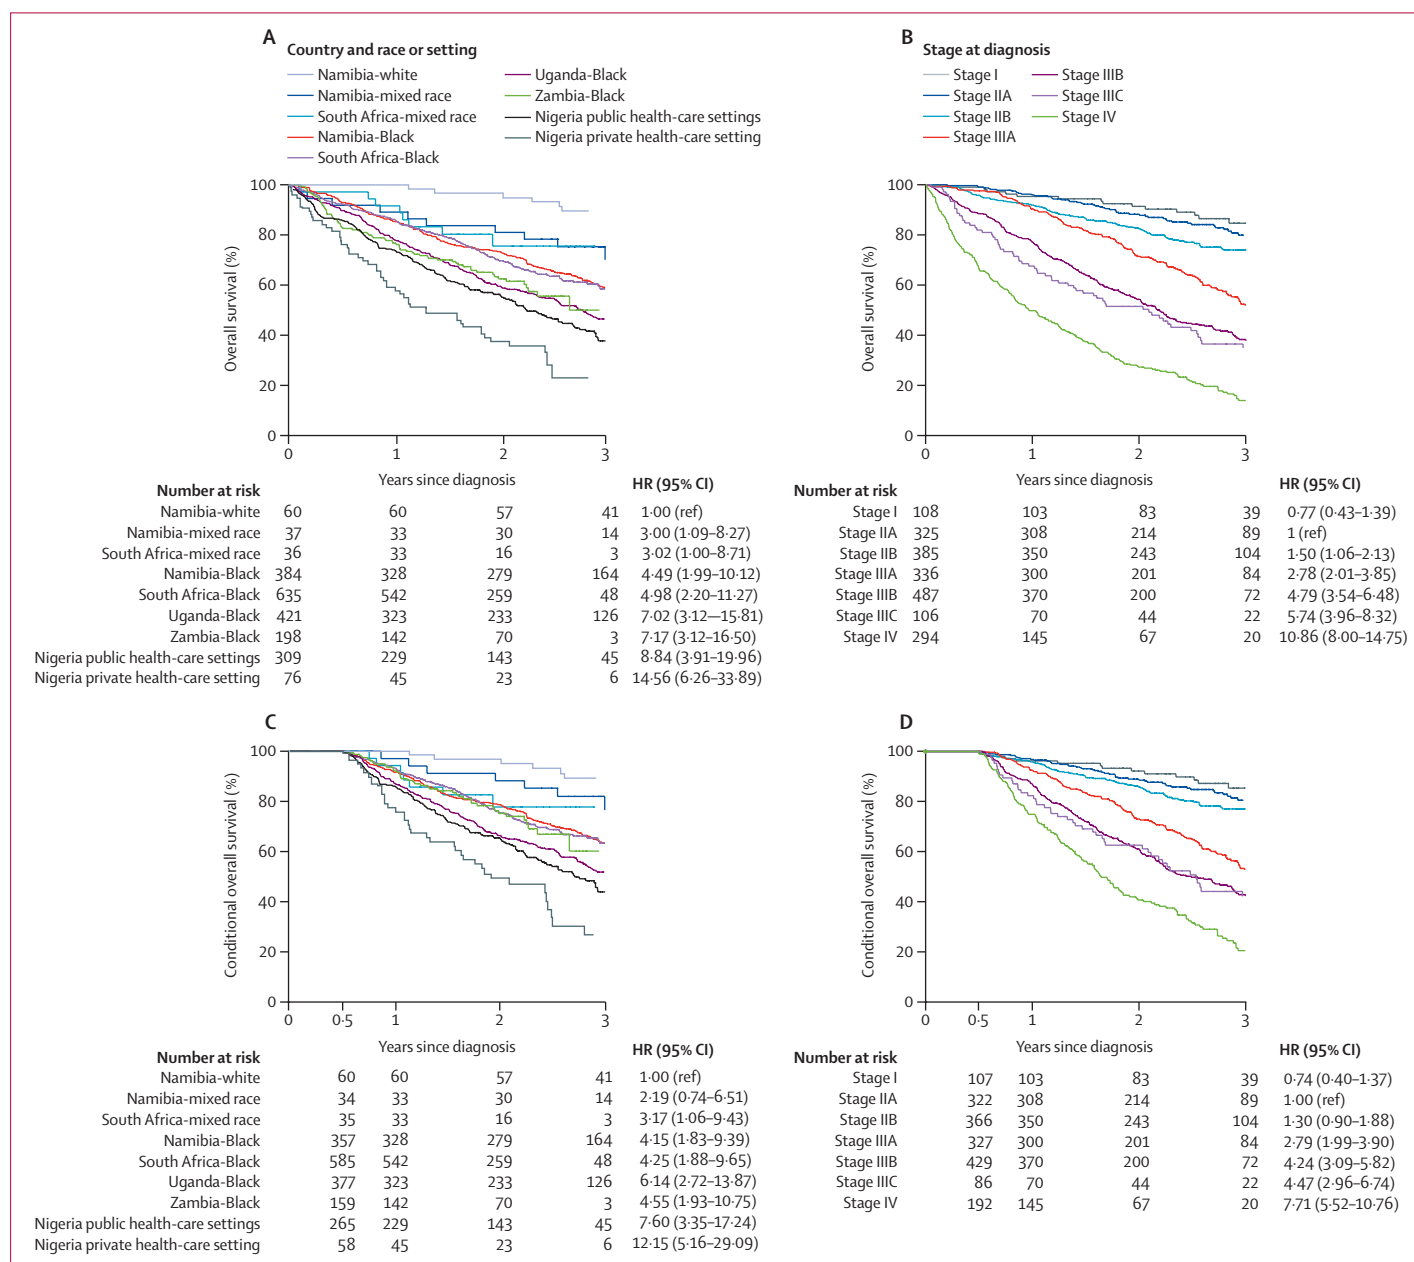 A
Country and race or setting
Namibia-white
Namibia-mixed race
South Africa-mixed race
Namibia-Black
South Africa-Black
Uganda-Black
Zambia-Black
Nigeria public health-care settings
Nigeria private health-care setting
100
80
60
40
20
0
Overall survival (%)
0 1 2 3
Years since diagnosis
Number at risk HR (95% CI)
Namibia-white 60 60 57 41 1·00 (ref)
Namibia-mixed race 37 33 30 14 3·00 (1·09–8·27)
South Africa-mixed race 36 33 16 3 3·02 (1·00–8·71)
Namibia-Black 384 328 279 164 4·49 (1·99–10·12)
South Africa-Black 635 542 259 48 4·98 (2·20–11·27)
Uganda-Black 421 323 233 126 7·02 (3·12—15·81)
Zambia-Black 198 142 70 3 7·17 (3·12–16·50)
Nigeria public health-care settings 309 229 143 45 8·84 (3·91–19·96)
Nigeria private health-care setting 76 45 23 6 14·56 (6·26–33·89)
B
Stage at diagnosis
Stage I
Stage IIA
Stage IIB
Stage IIIA
Stage IIIB
Stage IIIC
Stage IV
100
80
60
40
20
0
Overall survival (%)
0 1 2 3
Years since diagnosis
Number at risk HR (95% CI)
Stage I 108 103 83 39 0·77 (0·43–1·39)
Stage IIA 325 308 214 89 1 (ref)
Stage IIB 385 350 243 104 1·50 (1·06–2·13)
Stage IIIA 336 300 201 84 2·78 (2·01–3·85)
Stage IIIB 487 370 200 72 4·79 (3·54–6·48)
Stage IIIC 106 70 44 22 5·74 (3·96–8·32)
Stage IV 294 145 67 20 10·86 (8·00–14·75)
C
100
80
60
40
20
0
Conditional overall survival (%)
0 0·5 1 2 3
Years since diagnosis
Number at risk HR (95% CI)
Namibia-white 60 60 57 41 1·00 (ref)
Namibia-mixed race 34 33 30 14 2·19 (0·74–6·51)
South Africa-mixed race 35 33 16 3 3·17 (1·06–9·43)
Namibia-Black 357 328 279 164 4·15 (1·83–9·39)
South Africa-Black 585 542 259 48 4·25 (1·88–9·65)
Uganda-Black 377 323 233 126 6·14 (2·72–13·87)
Zambia-Black 159 142 70 3 4·55 (1·93–10·75)
Nigeria public health-care settings 265 229 143 45 7·60 (3·35–17·24)
Nigeria private health-care setting 58 45 23 6 12·15 (5·16–29·09)
D
100
80
60
40
20
0
Conditional overall survival (%)
0 0·5 1 2 3
Years since diagnosis
Number at risk HR (95% CI)
Stage I 107 103 83 39 0·74 (0·40–1·37)
Stage IIA 322 308 214 89 1·00 (ref)
Stage IIB 366 350 243 104 1·30 (0·90–1·88)
Stage IIIA 327 300 201 84 2·79 (1·99–3·90)
Stage IIIB 429 370 200 72 4·24 (3·09–5·82)
Stage IIIC 86 70 44 22 4·47 (2·96–6·74)
Stage IV 192 145 67 20 7·71 (5·52–10·76)